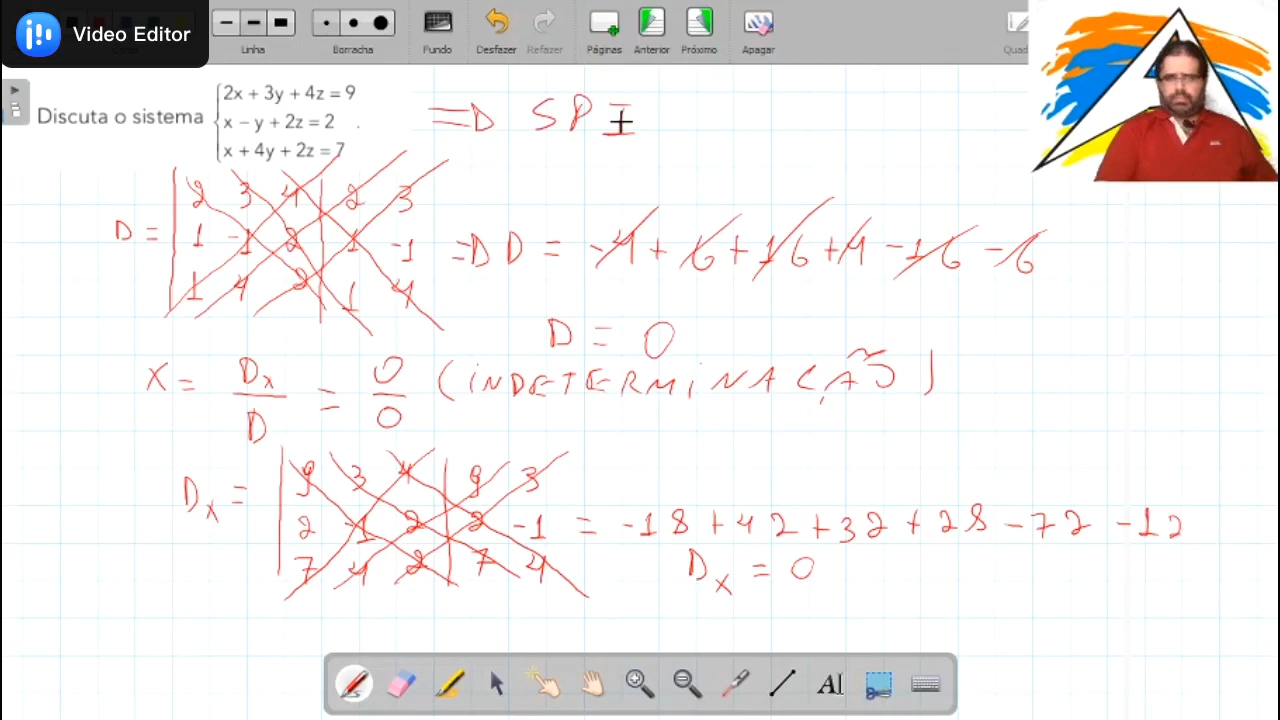 Video Editor
Linha
Borracha
Fundo
Desfazer
Refazer
Páginas
Anterior
Próximo
Apagar
Quad
Discuta o sistema
2x + 3y + 4z = 9
x − y + 2z = 2
x + 4y + 2z = 7
=D SPI
2 3 4 | 2 3
D = | 1 -1 2 | 1 -1 =D D = -4 + 6 + 16 + 4 - 16 - 6
1 4 2 | 1 4
D = 0
X = Dx/D = 0/0 (INDETERMINAÇÃO)
9 3 4 | 9 3
Dx = | 2 -1 2 | 2 -1 = -18 + 42 + 32 + 28 - 72 - 12
7 4 2 | 7 4
Dx = 0
AI